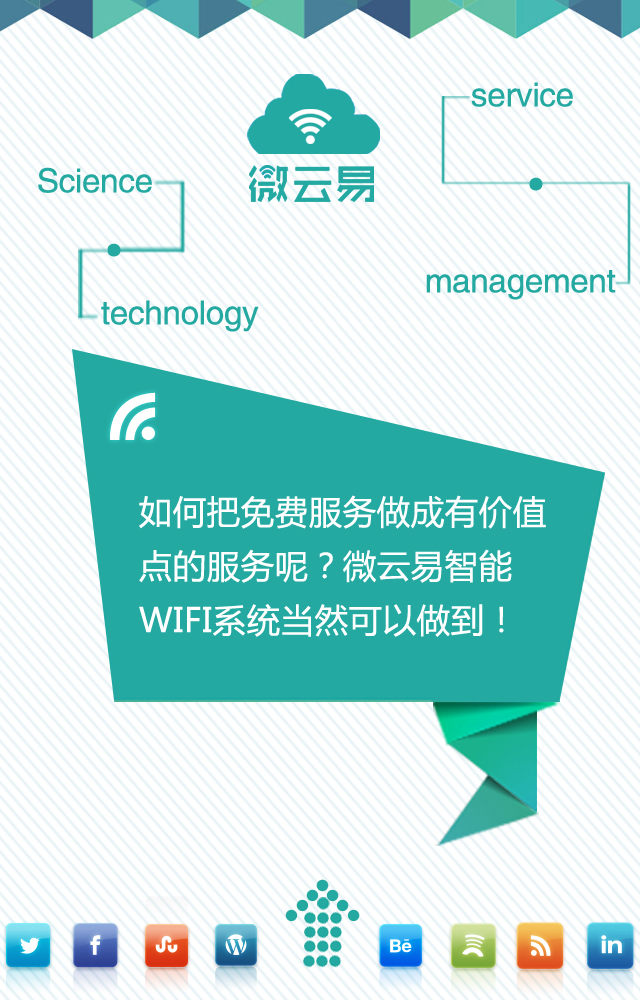 service
Science
微云易
management
technology
如何把免费服务做成有价值
点的服务呢？微云易智能
WIFI系统当然可以做到！
f
Bē
in